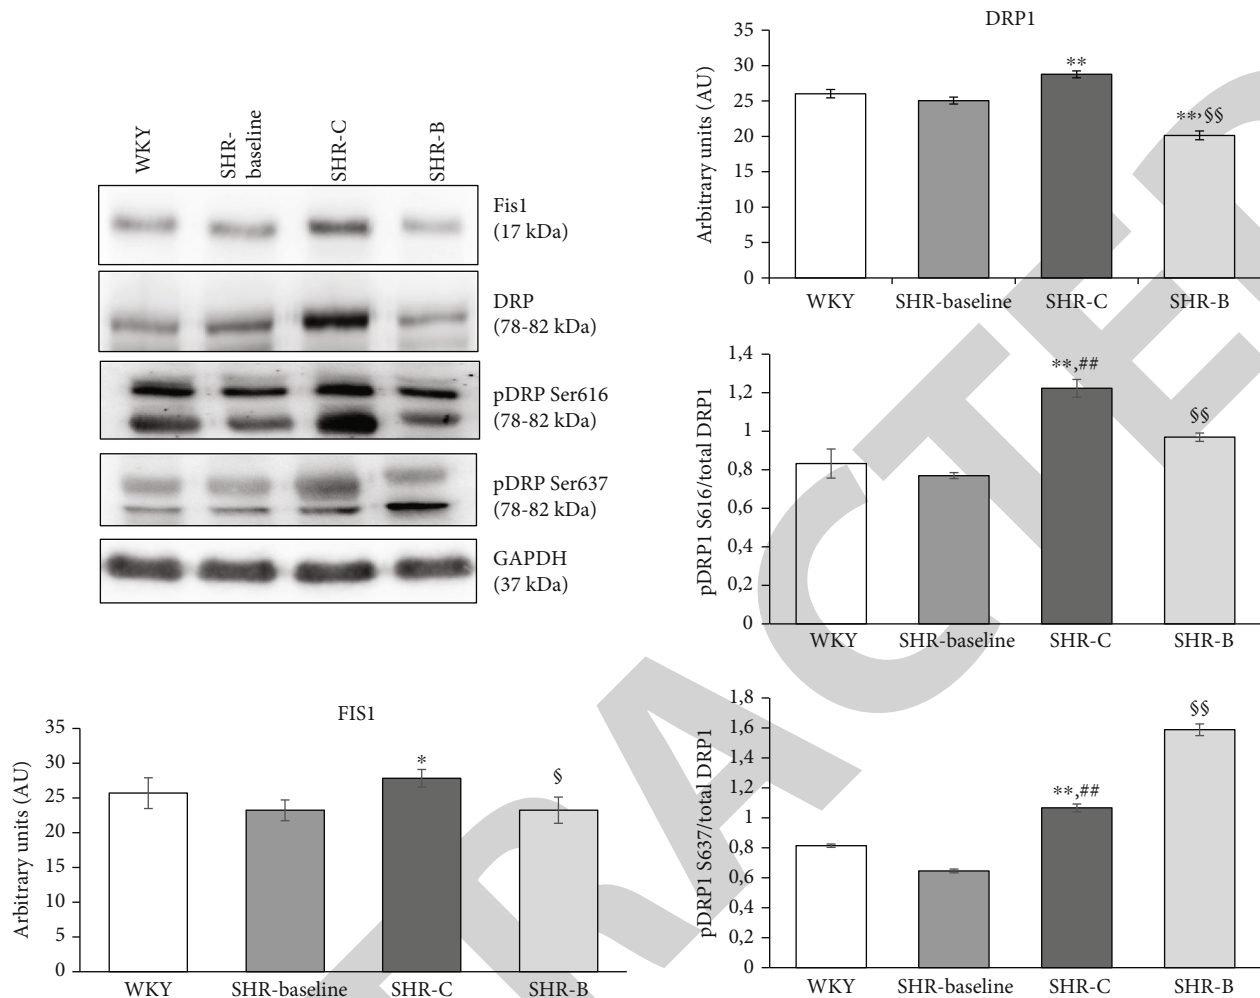 WKY
SHR-
baseline
SHR-C
SHR-B
Fis1
(17 kDa)
DRP
(78-82 kDa)
pDRP Ser616
(78-82 kDa)
pDRP Ser637
(78-82 kDa)
GAPDH
(37 kDa)
DRP1
Arbitrary units (AU)
35
30
25
20
15
10
5
0
**
**,§§
WKY SHR-baseline SHR-C SHR-B
pDRP1 S616/total DRP1
1,4
1,2
1
0,8
0,6
0,4
0,2
0
**,##
§§
WKY SHR-baseline SHR-C SHR-B
FIS1
Arbitrary units (AU)
35
30
25
20
15
10
5
0
*
§
WKY SHR-baseline SHR-C SHR-B
pDRP1 S637/total DRP1
1,8
1,6
1,4
1,2
1
0,8
0,6
0,4
0,2
0
**,##
§§
WKY SHR-baseline SHR-C SHR-B
TRACTE